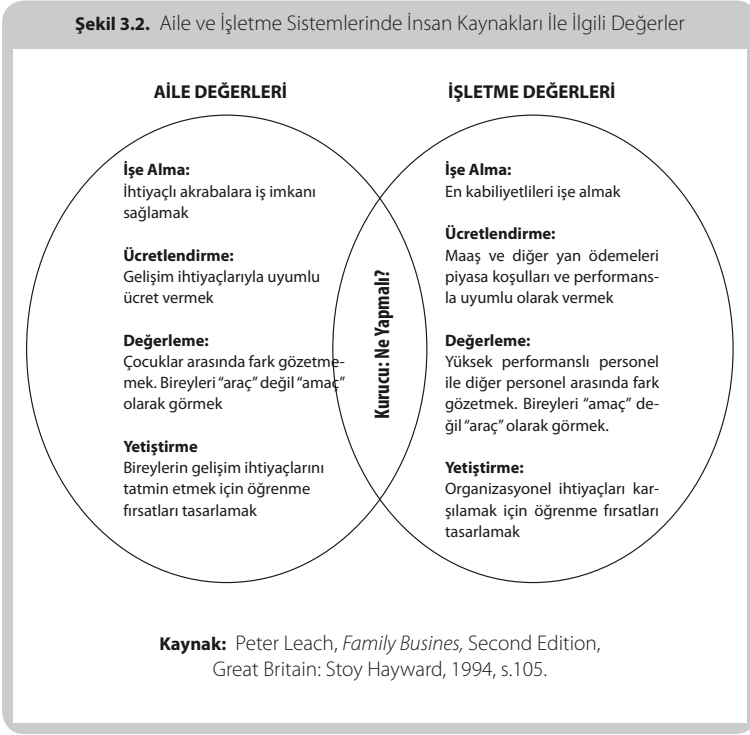 Şekil 3.2. Aile ve İşletme Sistemlerinde İnsan Kaynakları İle İlgili Değerler
AİLE DEĞERLERİ
İşe Alma:
İhtiyaçlı akrabalara iş imkanı
sağlamak
Ücretlendirme:
Gelişim ihtiyaçlarıyla uyumlu
ücret vermek
Değerleme:
Çocuklar arasında fark gözetme-
mek. Bireyleri “araç” değil “amaç”
olarak görmek
Yetiştirme
Bireylerin gelişim ihtiyaçlarını
tatmin etmek için öğrenme
fırsatları tasarlamak
Kurucu: Ne Yapmalı?
İŞLETME DEĞERLERİ
İşe Alma:
En kabiliyetlileri işe almak
Ücretlendirme:
Maaş ve diğer yan ödemeleri
piyasa koşulları ve performans-
la uyumlu olarak vermek
Değerleme:
Yüksek performanslı personel
ile diğer personel arasında fark
gözetmek. Bireyleri “amaç” de-
ğil “araç” olarak görmek.
Yetiştirme:
Organizasyonel ihtiyaçları kar-
şılamak için öğrenme fırsatları
tasarlamak
Kaynak: Peter Leach, Family Busines, Second Edition,
Great Britain: Stoy Hayward, 1994, s.105.